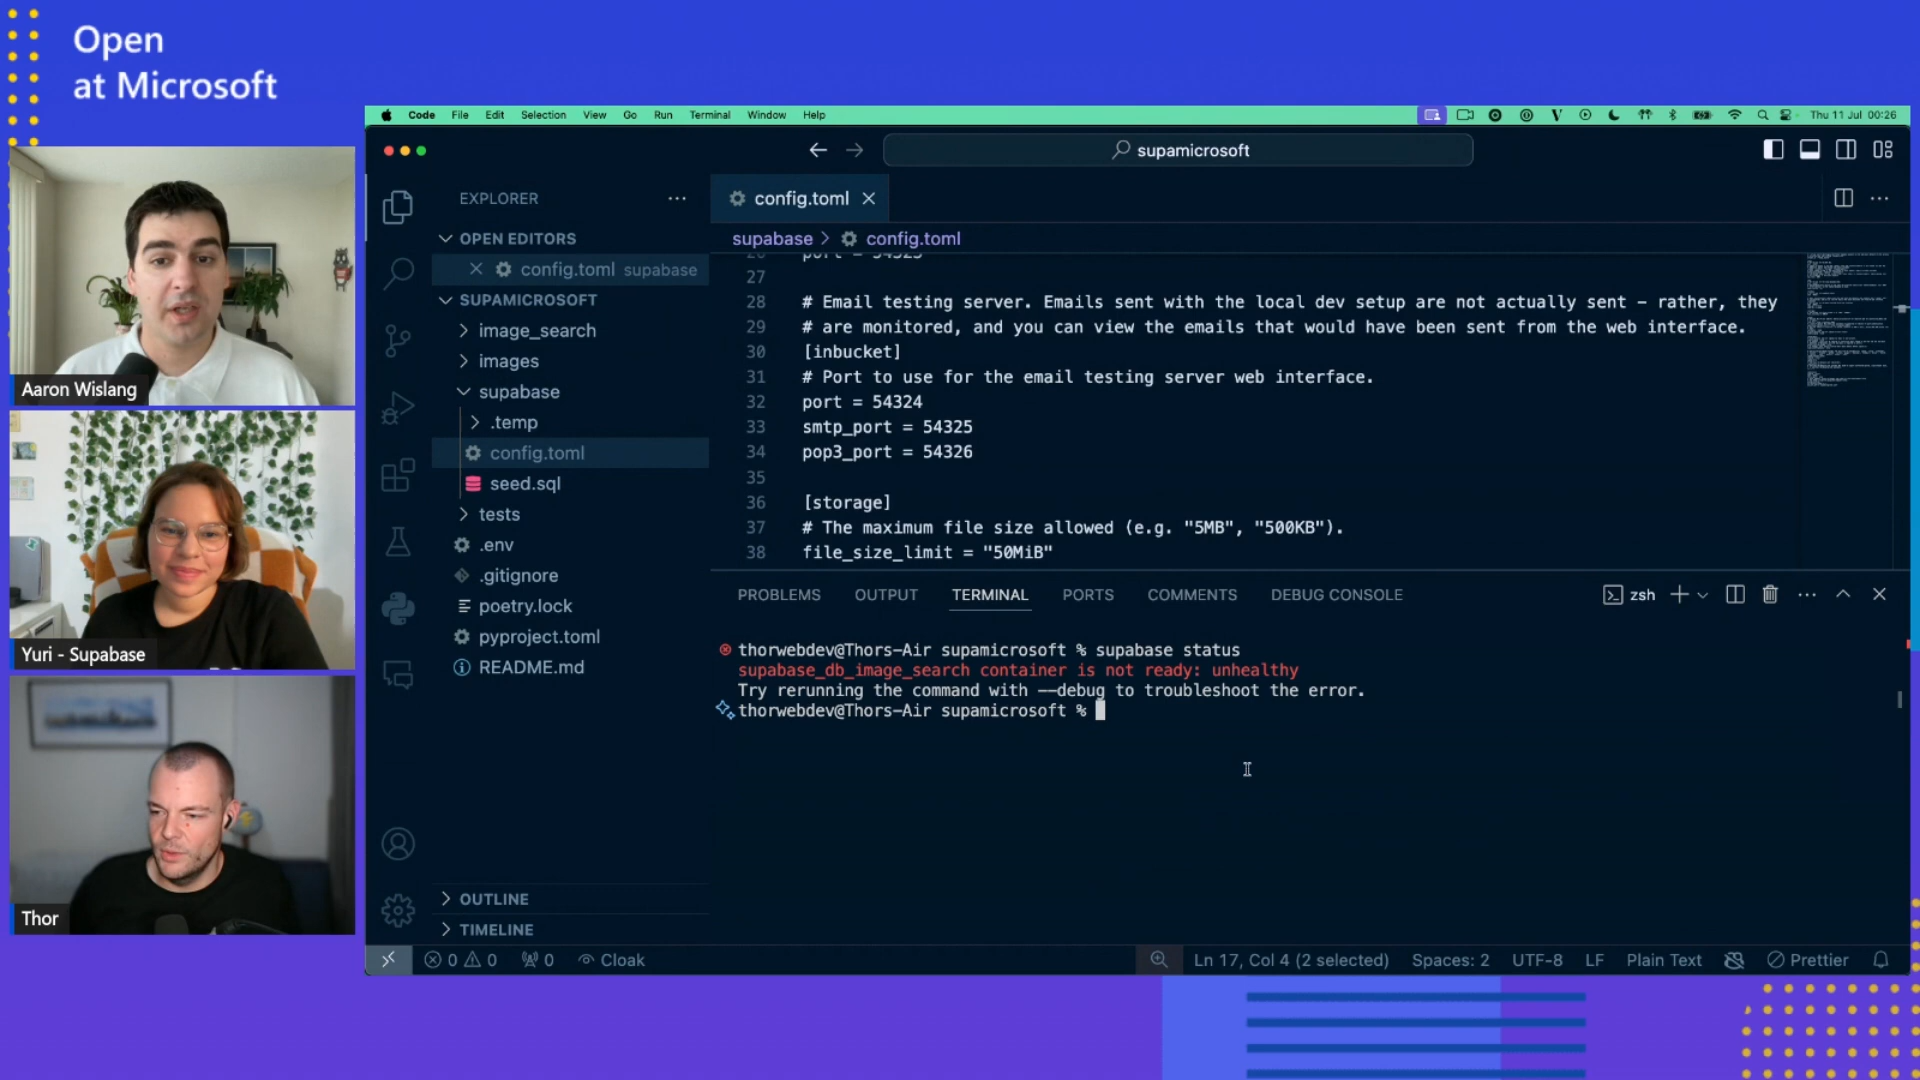 Open
at Microsoft
Code File Edit Selection View Go Run Terminal Window Help
Thu 11 Jul 00:26
supamicrosoft
EXPLORER
OPEN EDITORS
config.toml supabase
SUPAMICROSOFT
image_search
images
supabase
.temp
config.toml
seed.sql
tests
.env
.gitignore
poetry.lock
pyproject.toml
README.md
OUTLINE
TIMELINE
config.toml
supabase > config.toml
26 port = 54323
27
28 # Email testing server. Emails sent with the local dev setup are not actually sent - rather, they
29 # are monitored, and you can view the emails that would have been sent from the web interface.
30 [inbucket]
31 # Port to use for the email testing server web interface.
32 port = 54324
33 smtp_port = 54325
34 pop3_port = 54326
35
36 [storage]
37 # The maximum file size allowed (e.g. "5MB", "500KB").
38 file_size_limit = "50MiB"
PROBLEMS OUTPUT TERMINAL PORTS COMMENTS DEBUG CONSOLE
zsh
thorwebdev@Thors-Air supamicrosoft % supabase status
supabase_db_image_search container is not ready: unhealthy
Try rerunning the command with --debug to troubleshoot the error.
thorwebdev@Thors-Air supamicrosoft %
0 0 0 Cloak
Ln 17, Col 4 (2 selected) Spaces: 2 UTF-8 LF Plain Text Prettier
Aaron Wislang
Yuri - Supabase
Thor